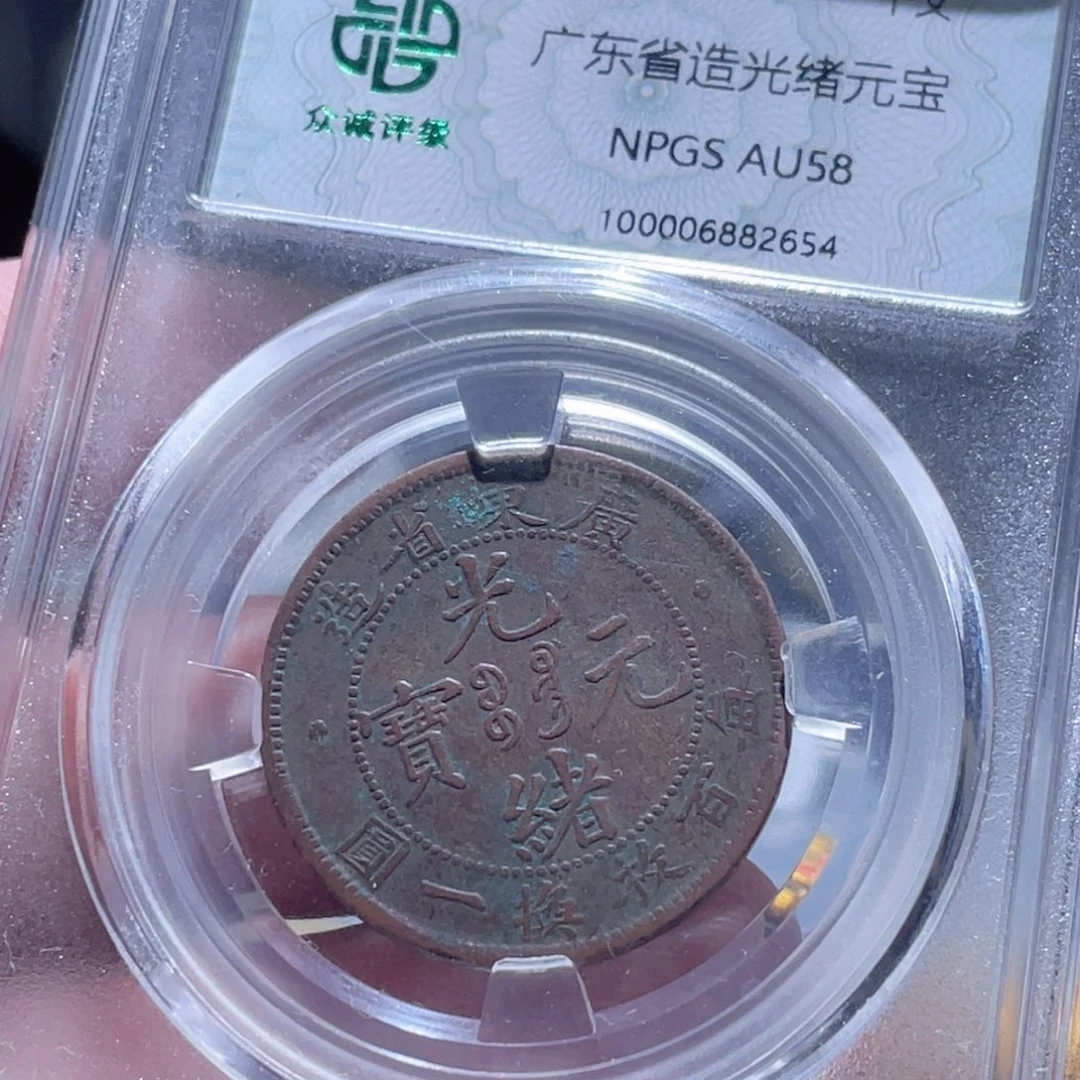 广东省造光绪元宝
众诚评级
NPGS AU58
100006882654
廣東省造
光緒元寶
每百枚換一圓